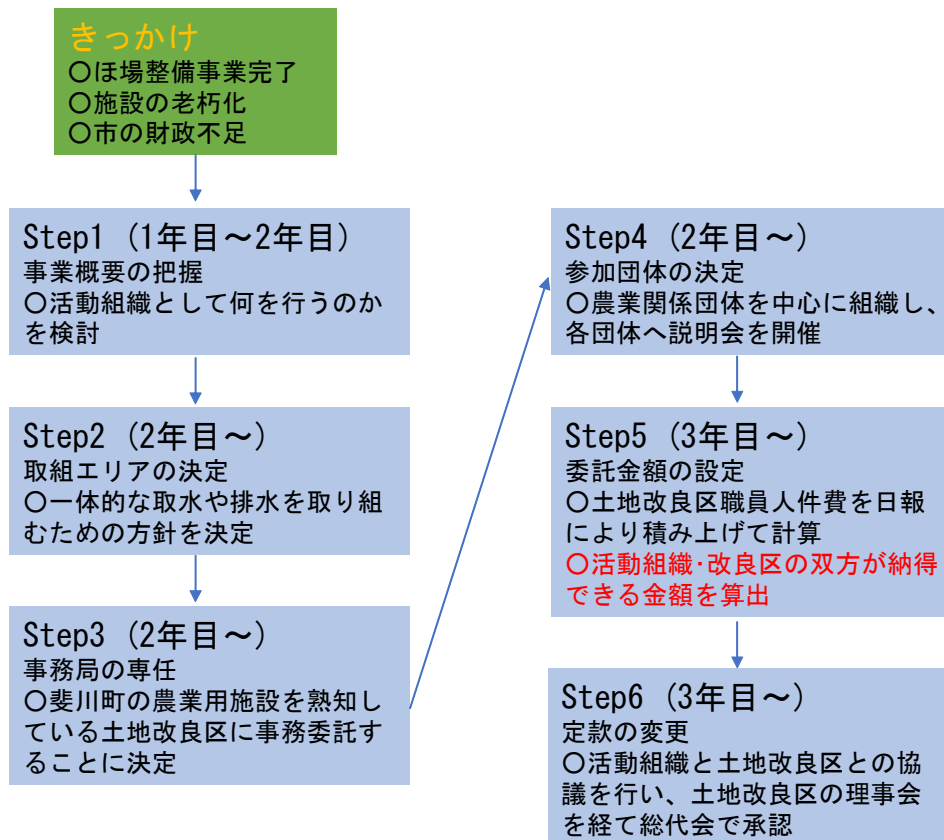 きっかけ
〇ほ場整備事業完了
〇施設の老朽化
〇市の財政不足
Step1（1年目～2年目）
事業概要の把握
〇活動組織として何を行うのか
を検討
Step2（2年目～）
取組エリアの決定
〇一体的な取水や排水を取り組
むための方針を決定
Step3（2年目～）
事務局の専任
〇斐川町の農業用施設を熟知し
ている土地改良区に事務委託す
ることに決定
Step4（2年目～）
参加団体の決定
〇農業関係団体を中心に組織し、
各団体へ説明会を開催
Step5（3年目～）
委託金額の設定
〇土地改良区職員人件費を日報
により積み上げて計算
〇活動組織･改良区の双方が納得
できる金額を算出
Step6（3年目～）
定款の変更
〇活動組織と土地改良区との協
議を行い、土地改良区の理事会
を経て総代会で承認